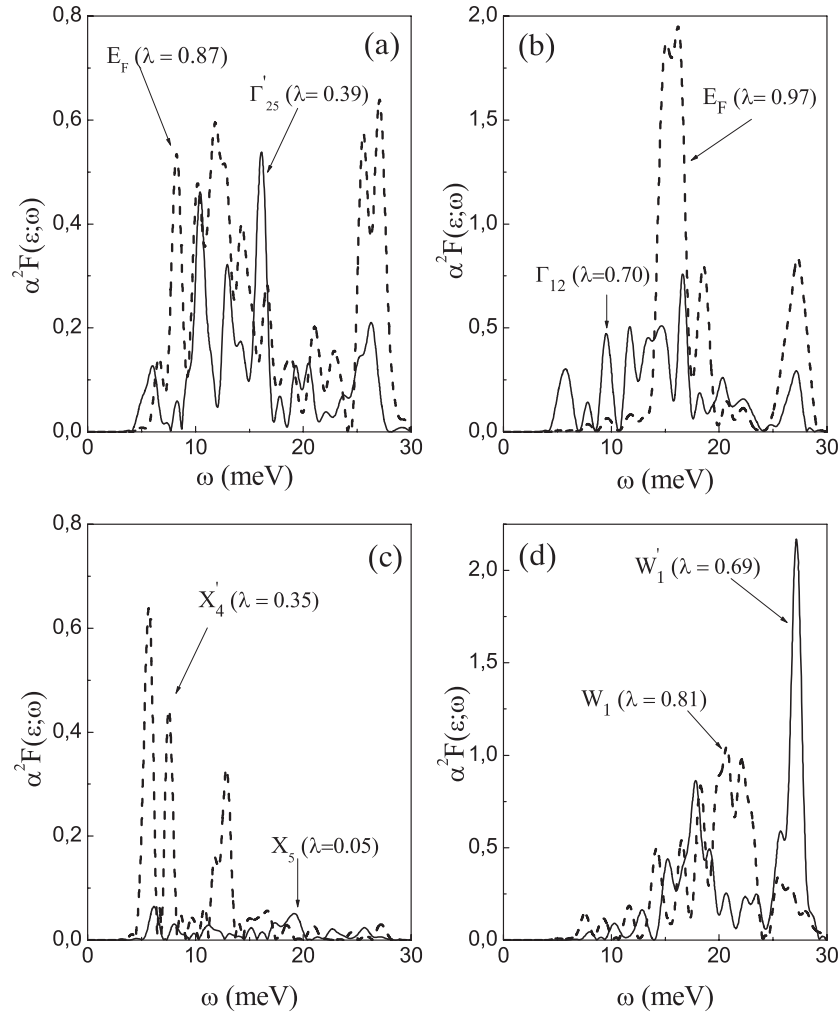 0,8
0,6
0,4
0,2
0,0
0
10
20
30
α²F(ε;ω)
ω (meV)
(a)
E_F (λ = 0.87)
Γ'_25 (λ= 0.39)
2,0
1,5
1,0
0,5
0,0
0
10
20
30
α²F(ε;ω)
ω (meV)
(b)
E_F (λ= 0.97)
Γ_12 (λ=0.70)
0,8
0,6
0,4
0,2
0,0
0
10
20
30
α²F(ε;ω)
ω (meV)
(c)
X'_4 (λ = 0.35)
X_5 (λ=0.05)
2,0
1,5
1,0
0,5
0,0
0
10
20
30
α²F(ε;ω)
ω (meV)
(d)
W'_1 (λ = 0.69)
W_1 (λ = 0.81)